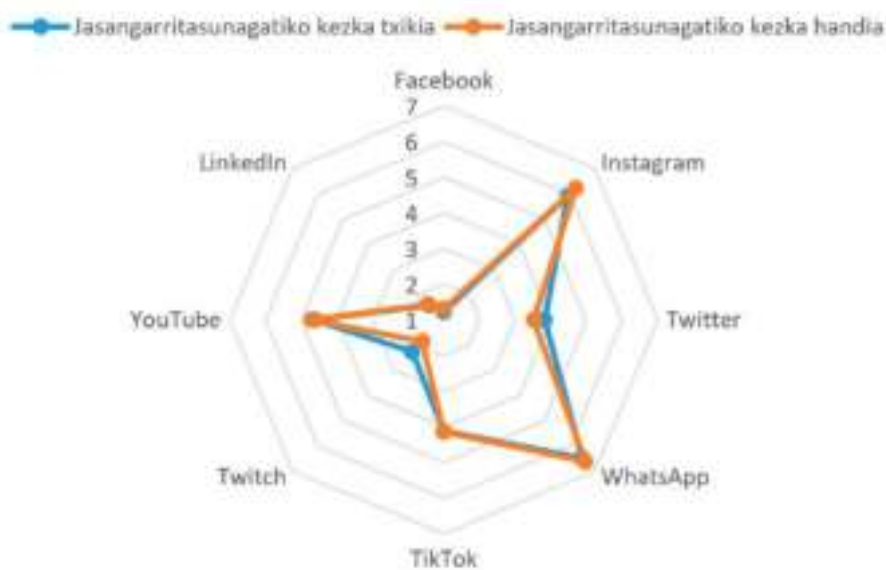 Jasangarritasunagatiko kezka txikia Jasangarritasunagatiko kezka handia
Facebook
7
6
5
4
3
2
1
LinkedIn
Instagram
YouTube
Twitter
Twitch
WhatsApp
TikTok